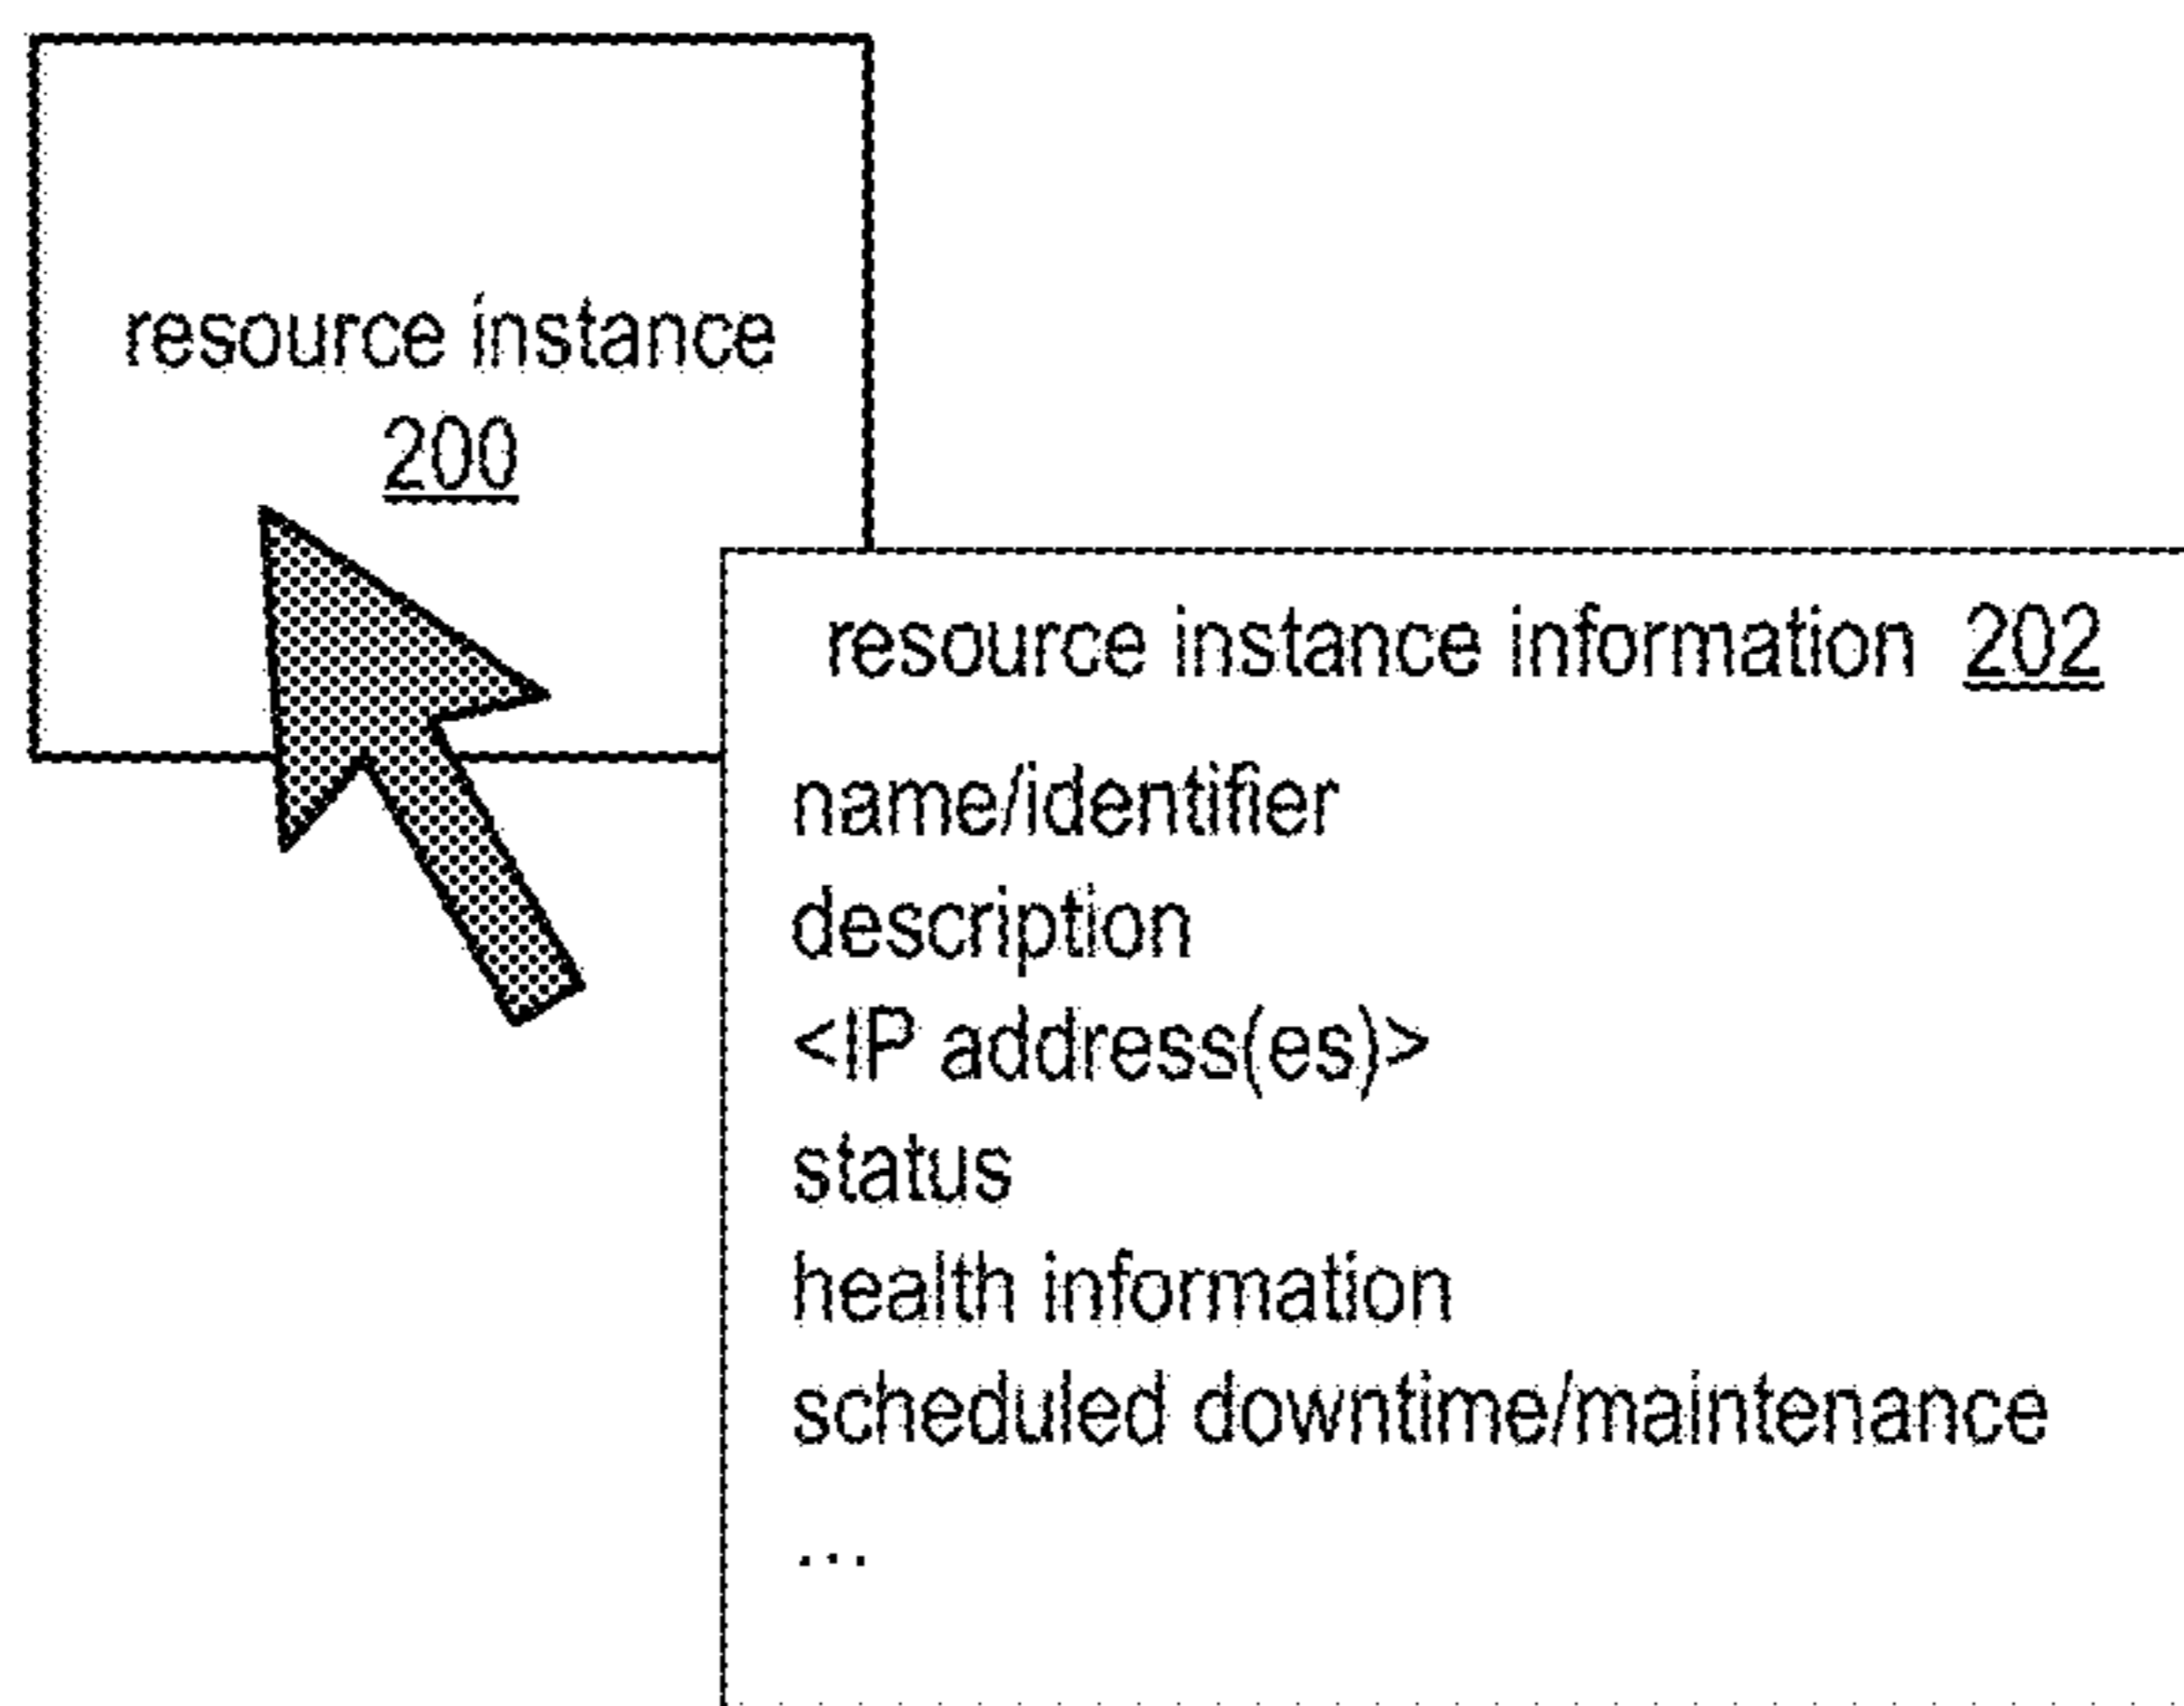 resource instance
200
resource instance information 202
name/identifier
description
<IP address(es)>
status
health information
scheduled downtime/maintenance
...